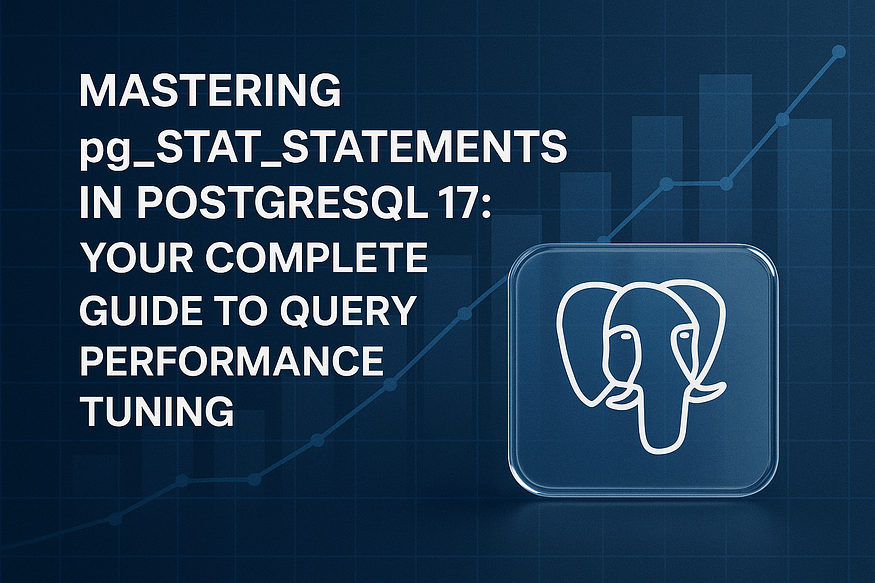 MASTERING
pg_STAT_STATEMENTS
IN POSTGRESQL 17:
YOUR COMPLETE
GUIDE TO QUERY
PERFORMANCE
TUNING